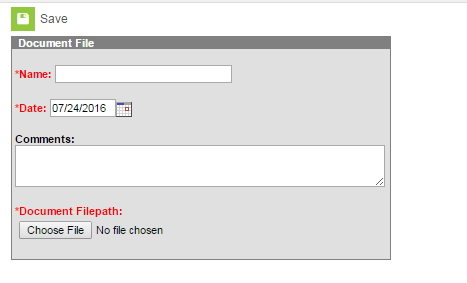 Save
Document File
*Name:
*Date: 07/24/2016
Comments:
*Document Filepath:
Choose File No file chosen